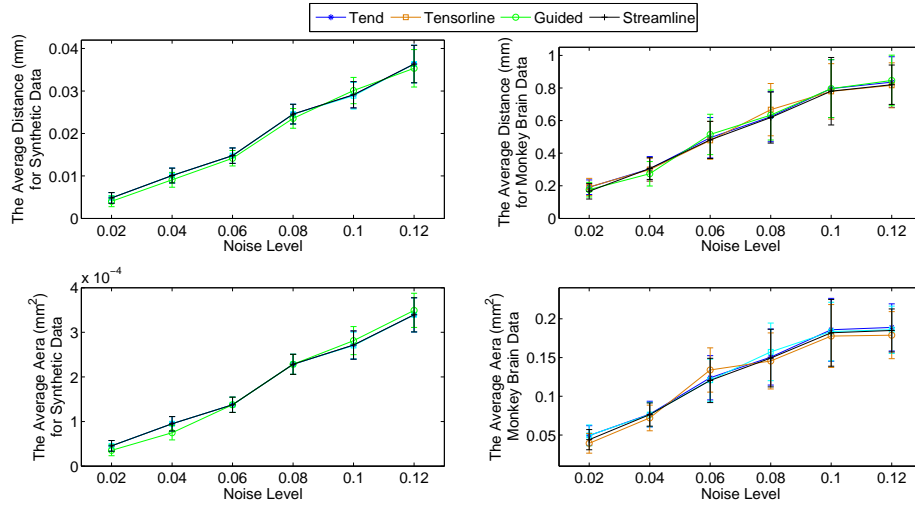 Tend Tensorline Guided Streamline
The Average Distance (mm)
for Synthetic Data
0.04
0.03
0.02
0.01
0
0.02 0.04 0.06 0.08 0.1 0.12
Noise Level
The Average Distance (mm)
for Monkey Brain Data
1
0.8
0.6
0.4
0.2
0
0.02 0.04 0.06 0.08 0.1 0.12
Noise Level
x 10⁻⁴
The Average Aera (mm²)
for Synthetic Data
4
3
2
1
0
0.02 0.04 0.06 0.08 0.1 0.12
Noise Level
The Average Aera (mm²)
Monkey Brain Data
0.2
0.15
0.1
0.05
0.02 0.04 0.06 0.08 0.1 0.12
Noise Level